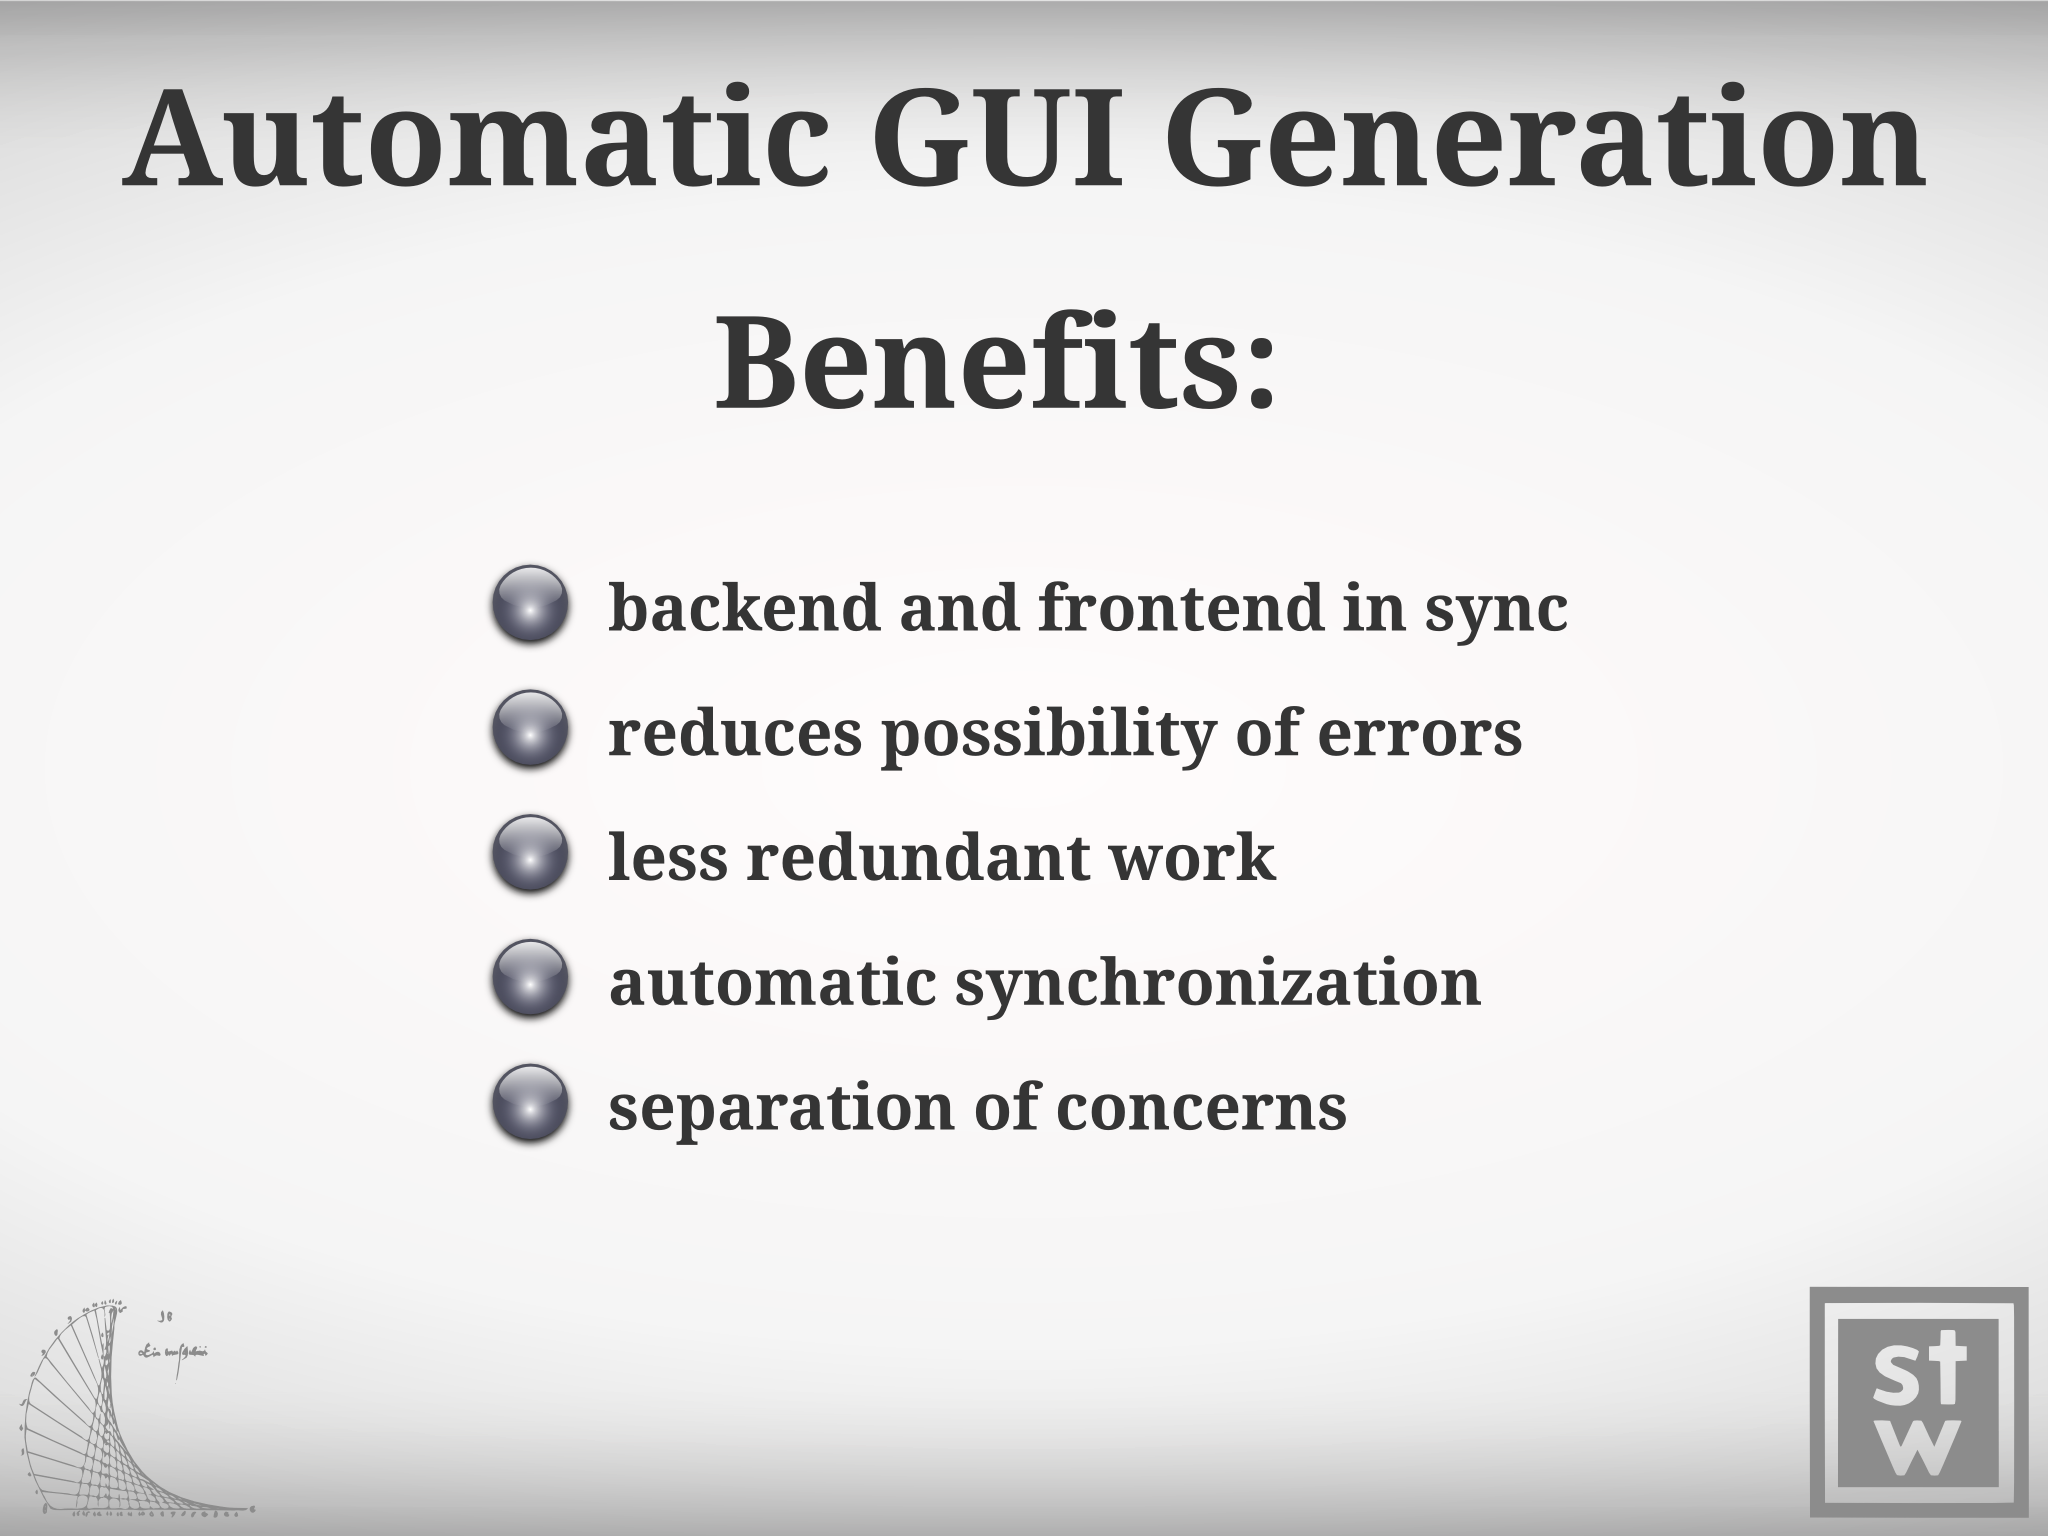 Automatic GUI Generation
Benefits:
backend and frontend in sync
reduces possibility of errors
less redundant work
automatic synchronization
separation of concerns
st
w